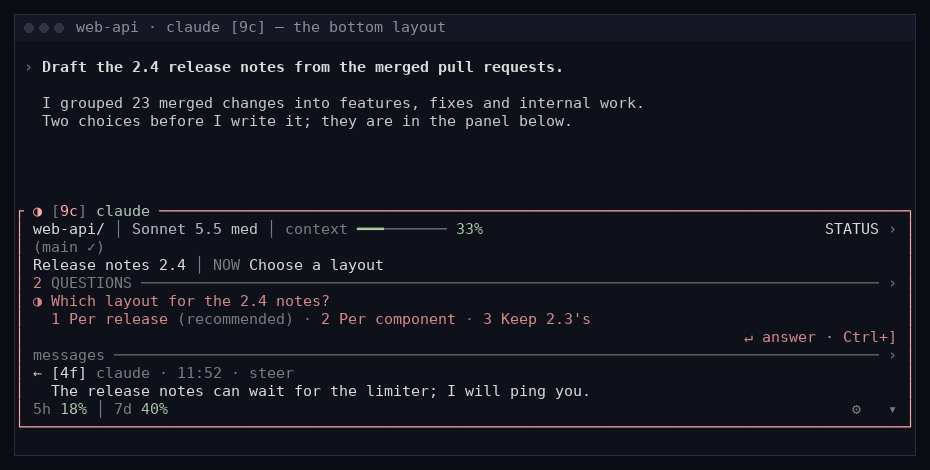 web-api · claude [9c] — the bottom layout
› Draft the 2.4 release notes from the merged pull requests.
I grouped 23 merged changes into features, fixes and internal work.
Two choices before I write it; they are in the panel below.
◑ [9c] claude
web-api/ │ Sonnet 5.5 med │ context 33% STATUS ›
(main ✓)
Release notes 2.4 │ NOW Choose a layout
2 QUESTIONS ›
◑ Which layout for the 2.4 notes?
1 Per release (recommended) · 2 Per component · 3 Keep 2.3's
↵ answer · Ctrl+]
messages ›
← [4f] claude · 11:52 · steer
The release notes can wait for the limiter; I will ping you.
5h 18% │ 7d 40% ⚙ ▾